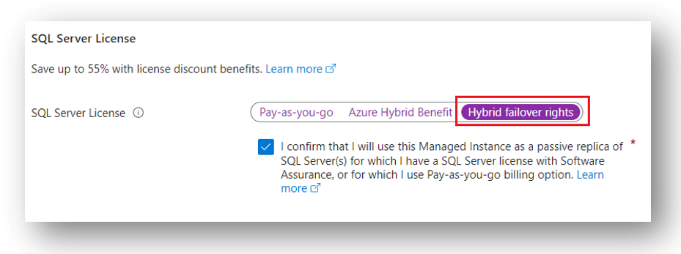 SQL Server License
Save up to 55% with license discount benefits. Learn more
SQL Server License
Pay-as-you-go Azure Hybrid Benefit Hybrid failover rights
I confirm that I will use this Managed Instance as a passive replica of *
SQL Server(s) for which I have a SQL Server license with Software
Assurance, or for which I use Pay-as-you-go billing option. Learn
more